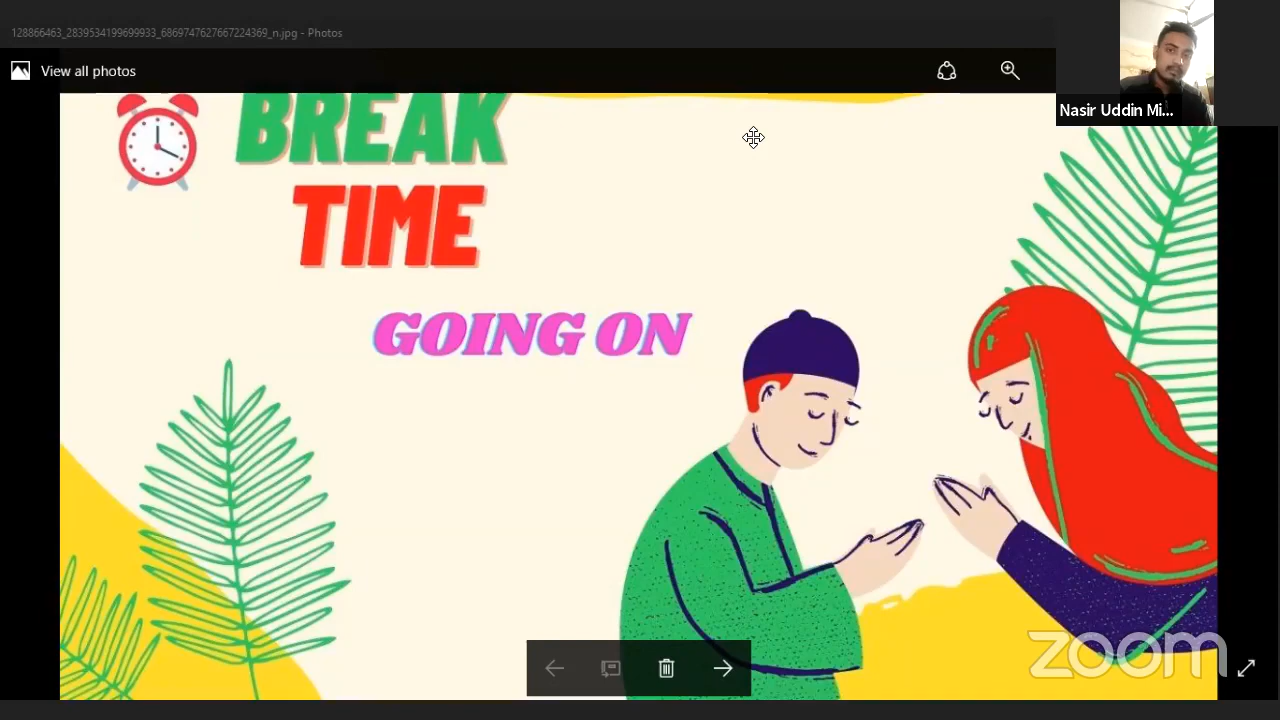 128866463_2839534199699933_6869747627667224369_n.jpg - Photos
View all photos
Nasir Uddin Mi...
BREAK
TIME
GOING ON
zoom